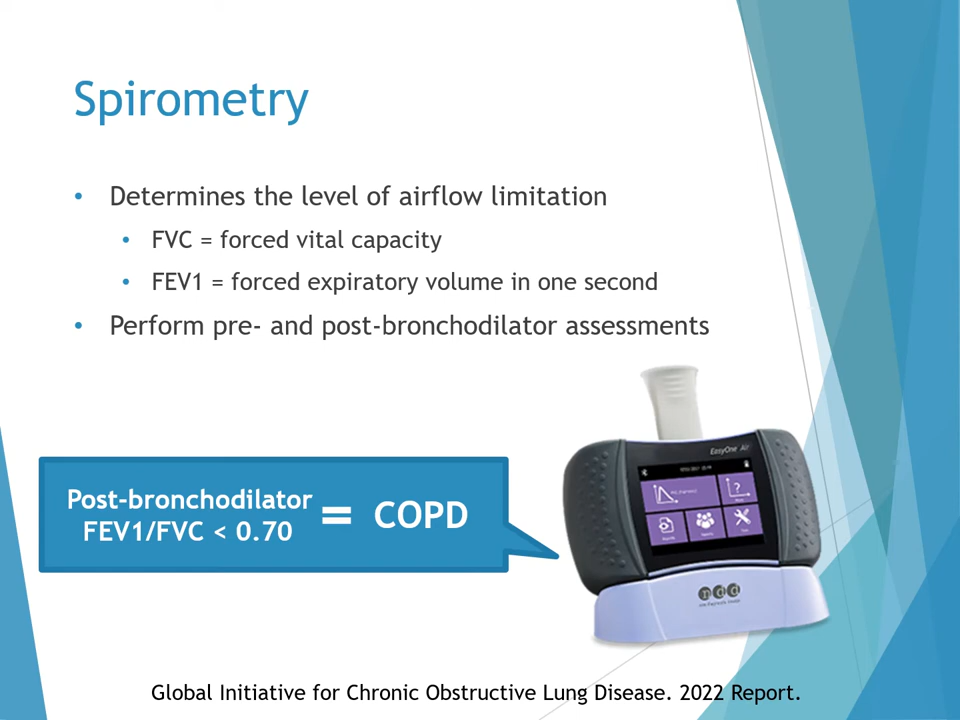 Spirometry
• Determines the level of airflow limitation
• FVC = forced vital capacity
• FEV1 = forced expiratory volume in one second
• Perform pre- and post-bronchodilator assessments
EasyOne Air
?
Post-bronchodilator
FEV1/FVC < 0.70
= COPD
ndd
Global Initiative for Chronic Obstructive Lung Disease. 2022 Report.